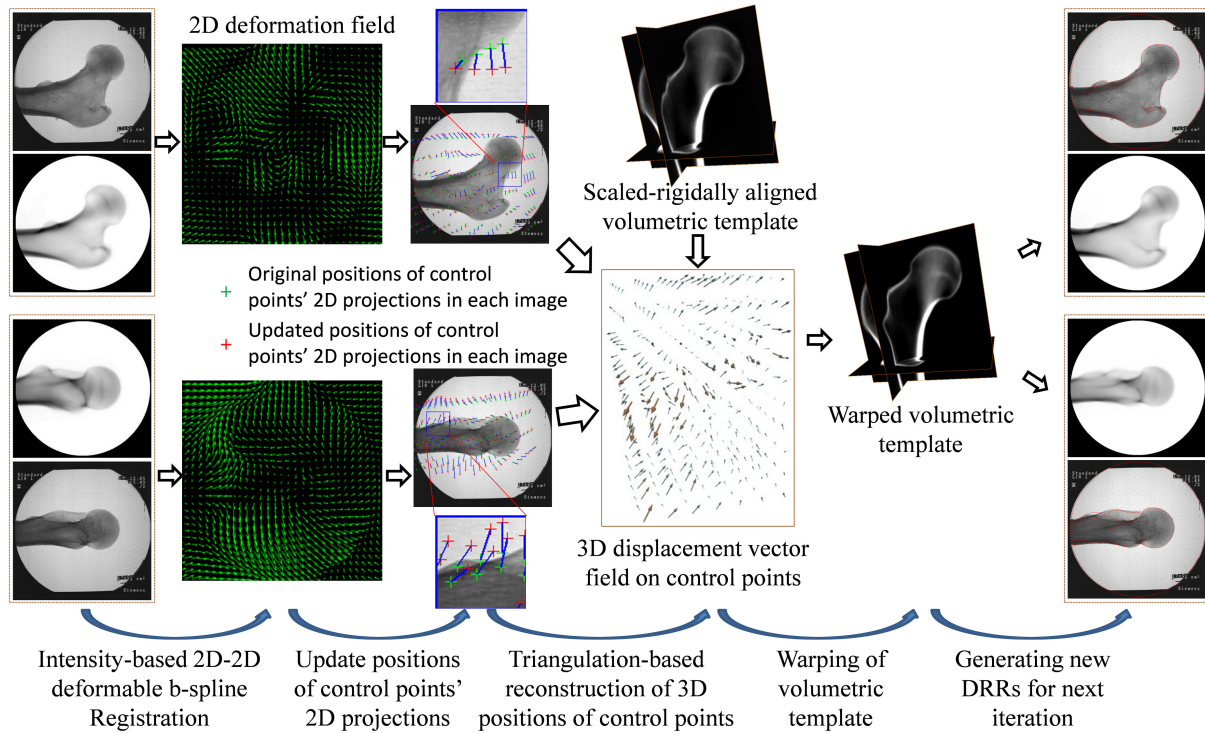 2D deformation field
Scaled-rigidally aligned
volumetric template
Original positions of control
points’ 2D projections in each image
Updated positions of control
points’ 2D projections in each image
Warped volumetric
template
3D displacement vector
field on control points
Intensity-based 2D-2D
deformable b-spline
Registration
Update positions
of control points’
2D projections
Triangulation-based
reconstruction of 3D
positions of control points
Warping of
volumetric
template
Generating new
DRRs for next
iteration